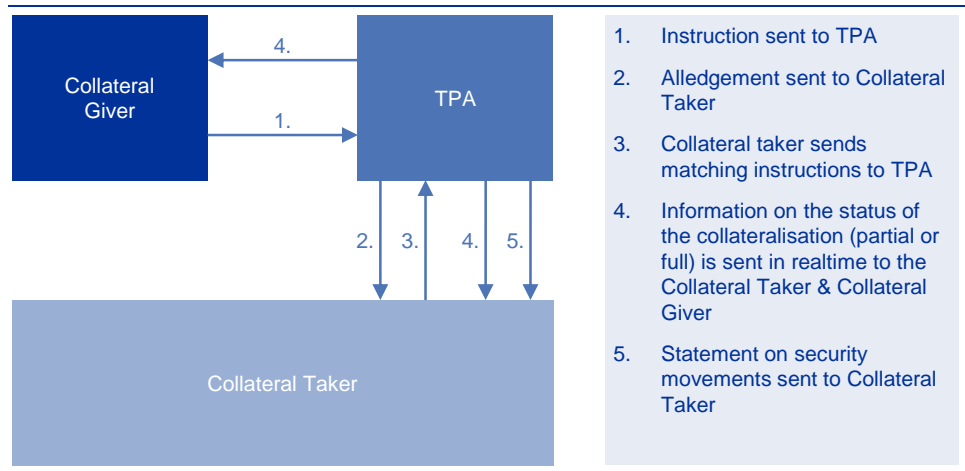 Collateral
Giver
4.
1.
TPA
2.
3.
4.
5.
Collateral Taker
1. Instruction sent to TPA
2. Alledgement sent to Collateral
Taker
3. Collateral taker sends
matching instructions to TPA
4. Information on the status of
the collateralisation (partial or
full) is sent in realtime to the
Collateral Taker & Collateral
Giver
5. Statement on security
movements sent to Collateral
Taker